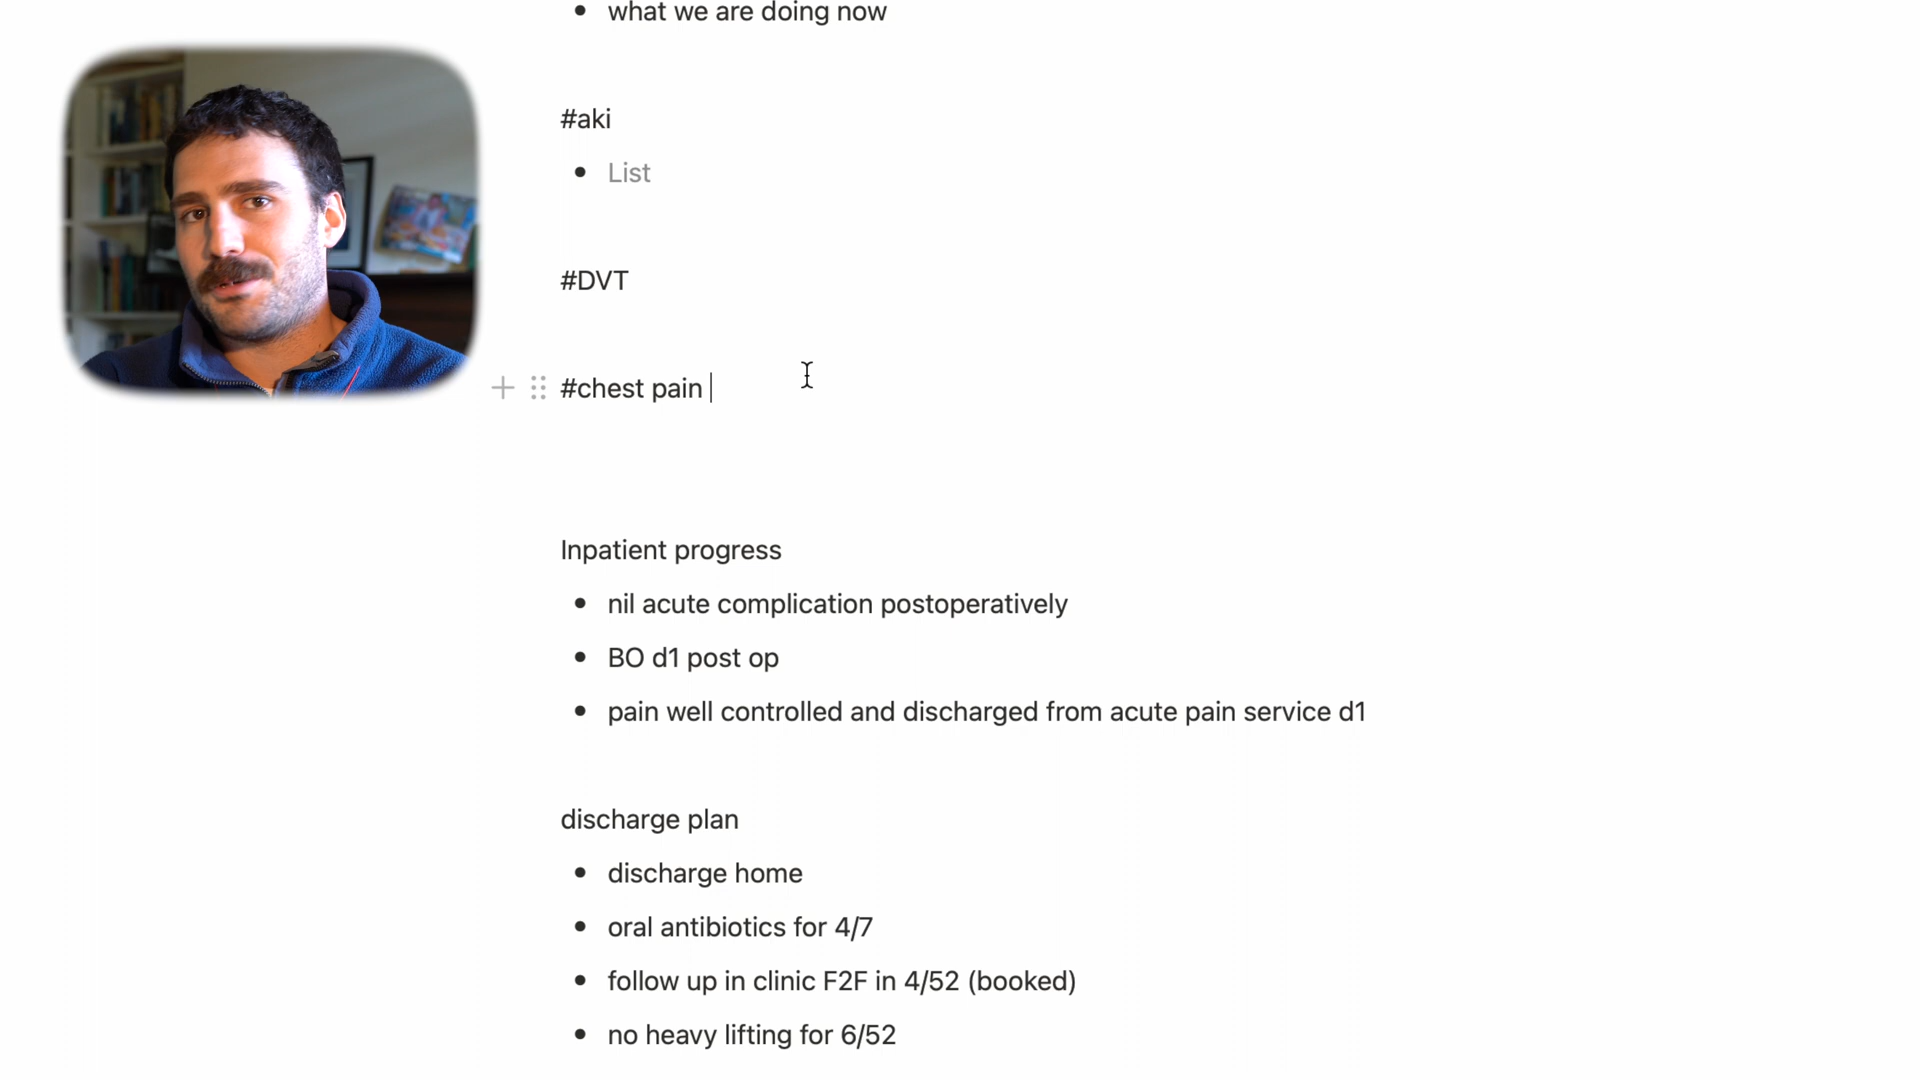 what we are doing now
#aki
List
#DVT
#chest pain
Inpatient progress
nil acute complication postoperatively
BO d1 post op
pain well controlled and discharged from acute pain service d1
discharge plan
discharge home
oral antibiotics for 4/7
follow up in clinic F2F in 4/52 (booked)
no heavy lifting for 6/52